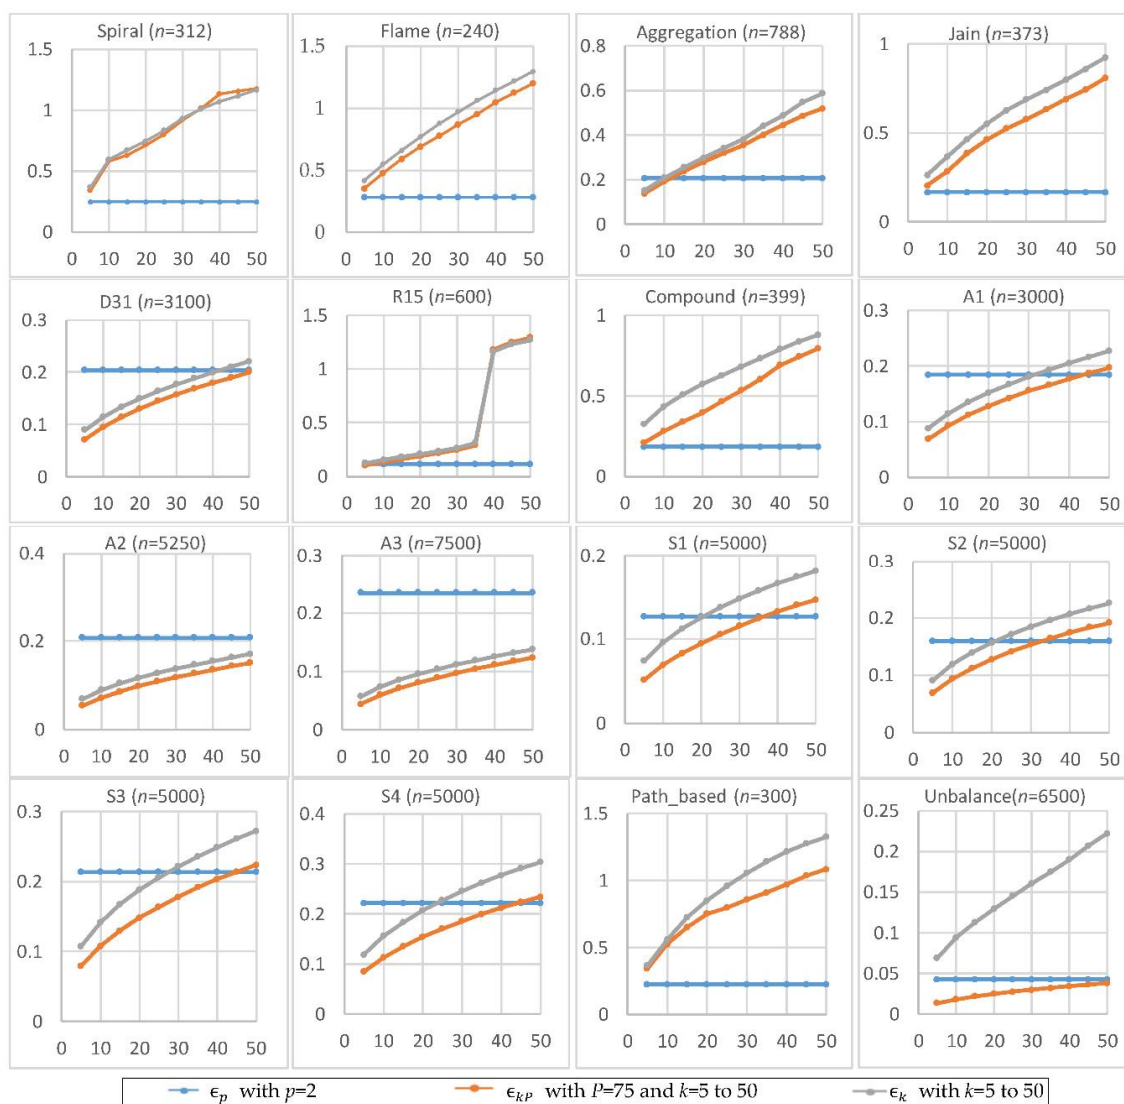 Spiral (n=312)
1.5
1
0.5
0
0 10 20 30 40 50
Flame (n=240)
1.5
1
0.5
0
0 10 20 30 40 50
Aggregation (n=788)
0.8
0.6
0.4
0.2
0
0 10 20 30 40 50
Jain (n=373)
1
0.5
0
0 10 20 30 40 50
D31 (n=3100)
0.3
0.2
0.1
0
0 10 20 30 40 50
R15 (n=600)
1.5
1
0.5
0
0 10 20 30 40 50
Compound (n=399)
1
0.5
0
0 10 20 30 40 50
A1 (n=3000)
0.3
0.2
0.1
0
0 10 20 30 40 50
A2 (n=5250)
0.4
0.2
0
0 10 20 30 40 50
A3 (n=7500)
0.3
0.2
0.1
0
0 10 20 30 40 50
S1 (n=5000)
0.2
0.1
0
0 10 20 30 40 50
S2 (n=5000)
0.3
0.2
0.1
0
0 10 20 30 40 50
S3 (n=5000)
0.3
0.2
0.1
0
0 10 20 30 40 50
S4 (n=5000)
0.4
0.3
0.2
0.1
0
0 10 20 30 40 50
Path_based (n=300)
1.5
1
0.5
0
0 10 20 30 40 50
Unbalance(n=6500)
0.25
0.2
0.15
0.1
0.05
0
0 10 20 30 40 50
ϵp with p=2 ϵkP with P=75 and k=5 to 50 ϵk with k=5 to 50